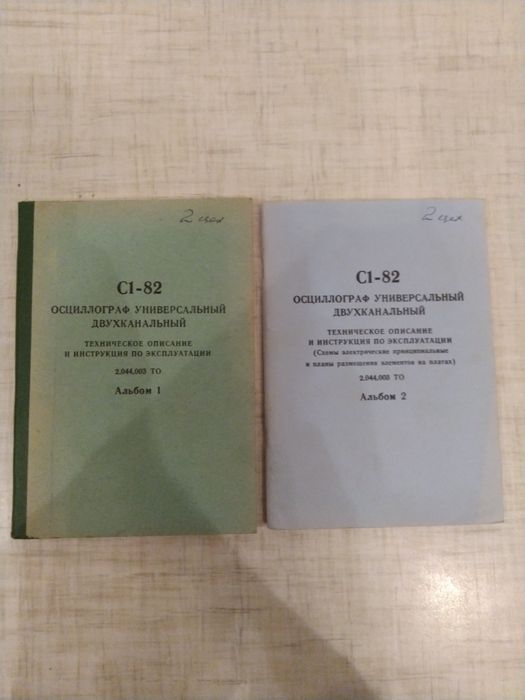 2 цех
С1-82
ОСЦИЛЛОГРАФ УНИВЕРСАЛЬНЫЙ
ДВУХКАНАЛЬНЫЙ
ТЕХНИЧЕСКОЕ ОПИСАНИЕ
И ИНСТРУКЦИЯ ПО ЭКСПЛУАТАЦИИ
2.044.003 ТО
Альбом 1
2 цех
С1-82
ОСЦИЛЛОГРАФ УНИВЕРСАЛЬНЫЙ
ДВУХКАНАЛЬНЫЙ
ТЕХНИЧЕСКОЕ ОПИСАНИЕ
И ИНСТРУКЦИЯ ПО ЭКСПЛУАТАЦИИ
(Схемы электрические принципиальные
и планы размещения элементов на платах)
2.044.003 ТО
Альбом 2